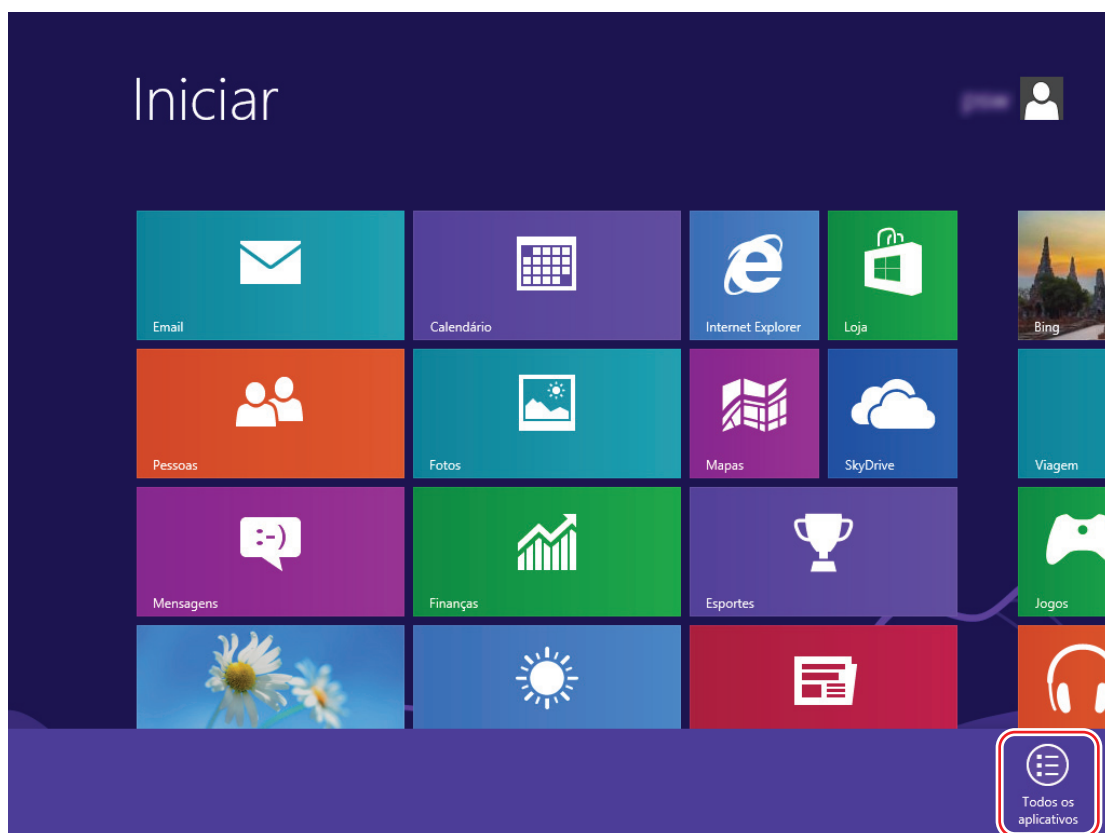 Iniciar
Email
Calendário
Internet Explorer
Loja
Bing
Pessoas
Fotos
Mapas
SkyDrive
Viagem
:-)
Mensagens
Finanças
Esportes
Jogos
Todos os
aplicativos